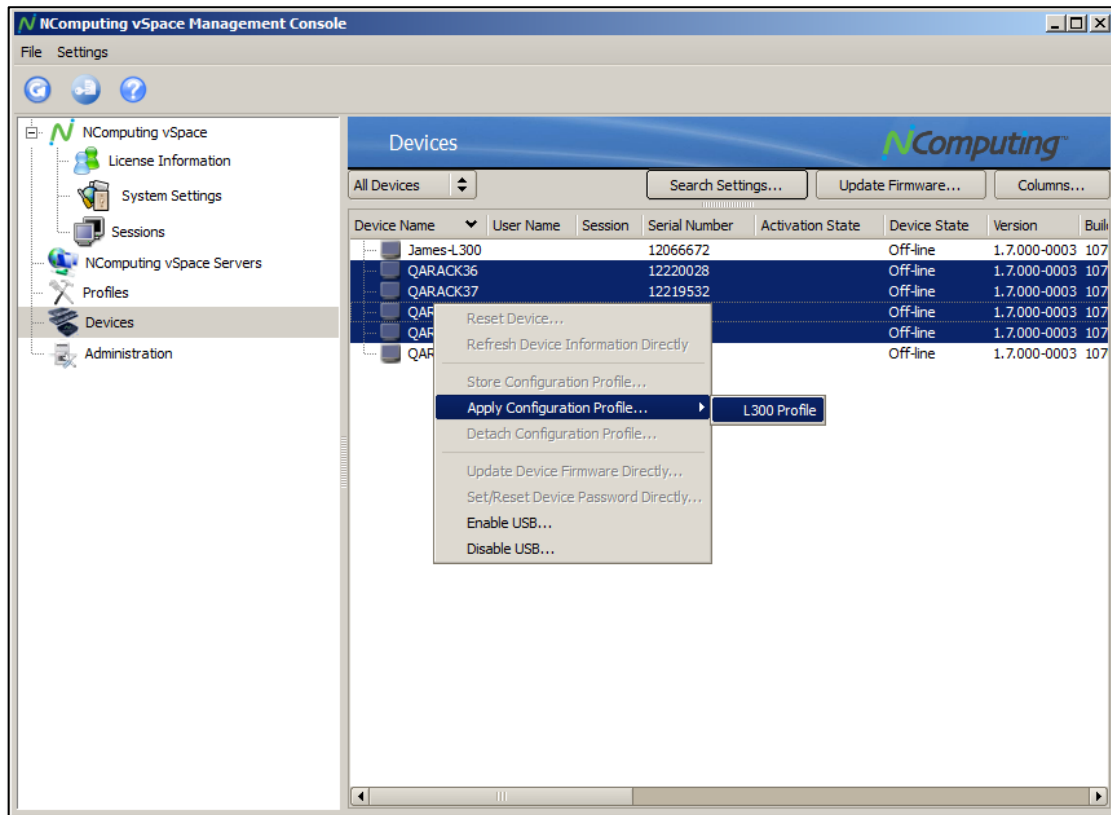 NComputing vSpace Management Console
File Settings
NComputing vSpace
License Information
System Settings
Sessions
NComputing vSpace Servers
Profiles
Devices
Administration
Devices NComputing™
All Devices Search Settings... Update Firmware... Columns...
Device Name User Name Session Serial Number Activation State Device State Version
James-L300 12066672 Off-line 1.7.000-0003 107
QARACK36 12220028 Off-line 1.7.000-0003 107
QARACK37 12219532 Off-line 1.7.000-0003 107
QAR Off-line 1.7.000-0003 107
QAR Off-line 1.7.000-0003 107
QAR Off-line 1.7.000-0003 107
Reset Device...
Refresh Device Information Directly
Store Configuration Profile...
Apply Configuration Profile... L300 Profile
Detach Configuration Profile...
Update Device Firmware Directly...
Set/Reset Device Password Directly...
Enable USB...
Disable USB...